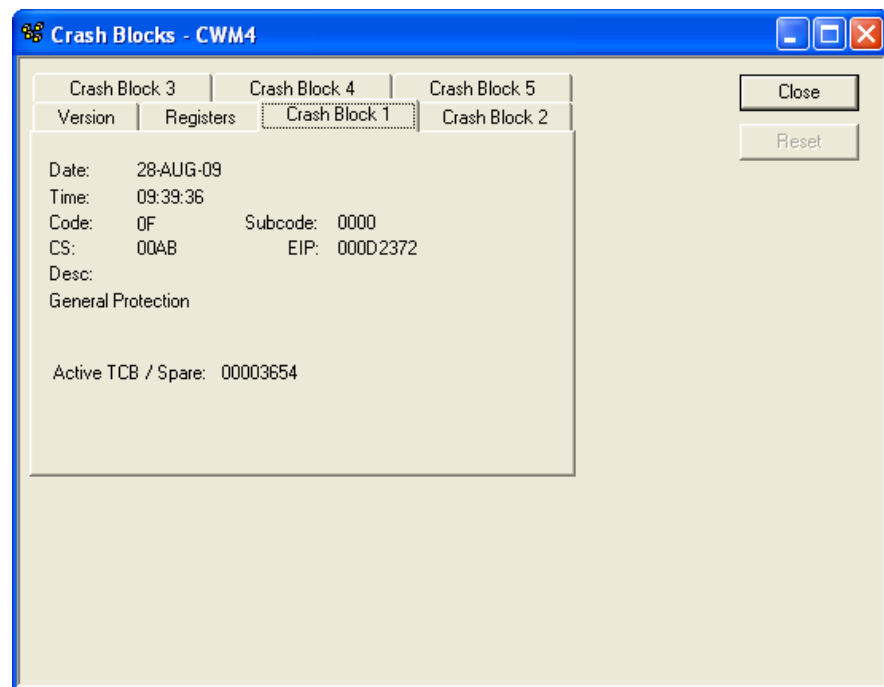 Crash Blocks - CWM4
Crash Block 3 Crash Block 4 Crash Block 5
Version Registers Crash Block 1 Crash Block 2
Close
Reset
Date: 28-AUG-09
Time: 09:39:36
Code: 0F Subcode: 0000
CS: 00AB EIP: 000D2372
Desc:
General Protection
Active TCB / Spare: 00003654